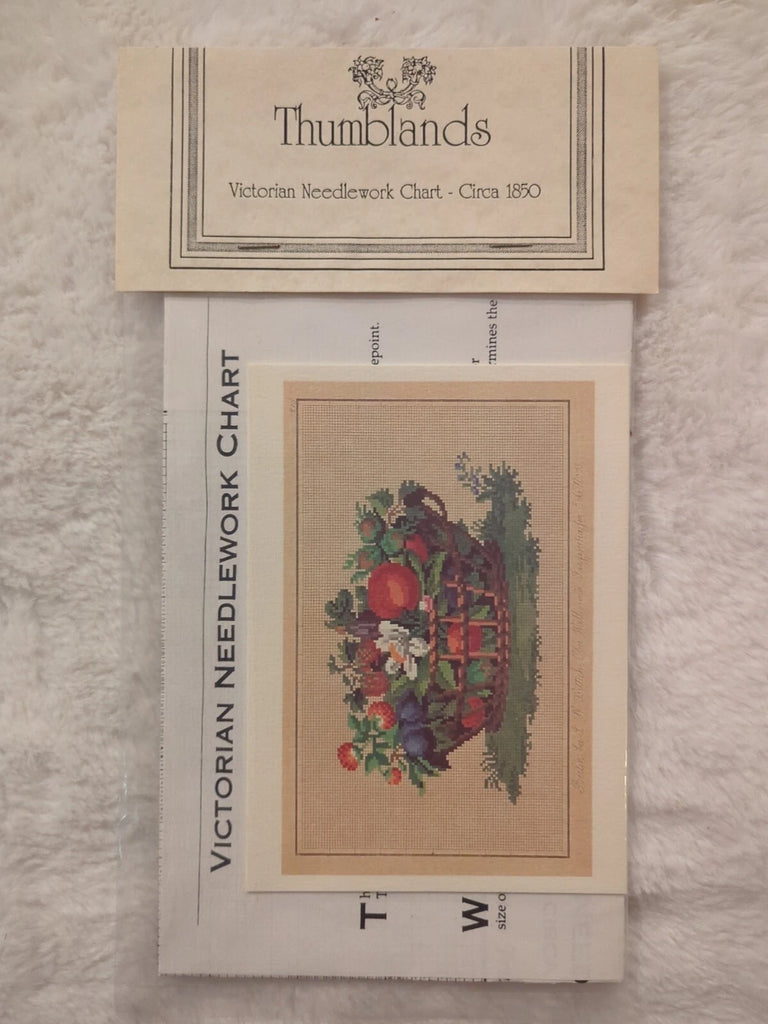 Thumblands
Victorian Needlework Chart - Circa 1850
VICTORIAN NEEDLEWORK CHART
epoint.
rmines the
T
W
size o